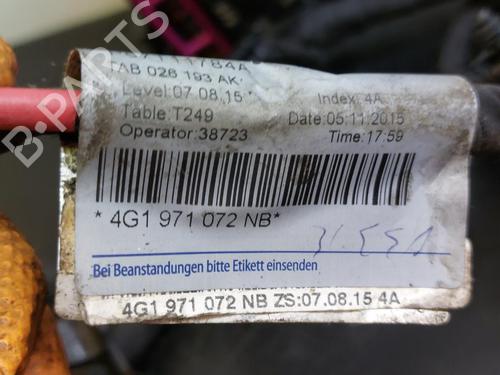 TAB 026 193 AK*
Level:07.08.15 *
Index: 4A
Table:T249
Date:05:11:2015
Operator:38723
Time:17:59
* 4G1 971 072 NB*
Bei Beanstandungen bitte Etikett einsenden
4G1 971 072 NB ZS:07.08.15 4A
B-PARTS